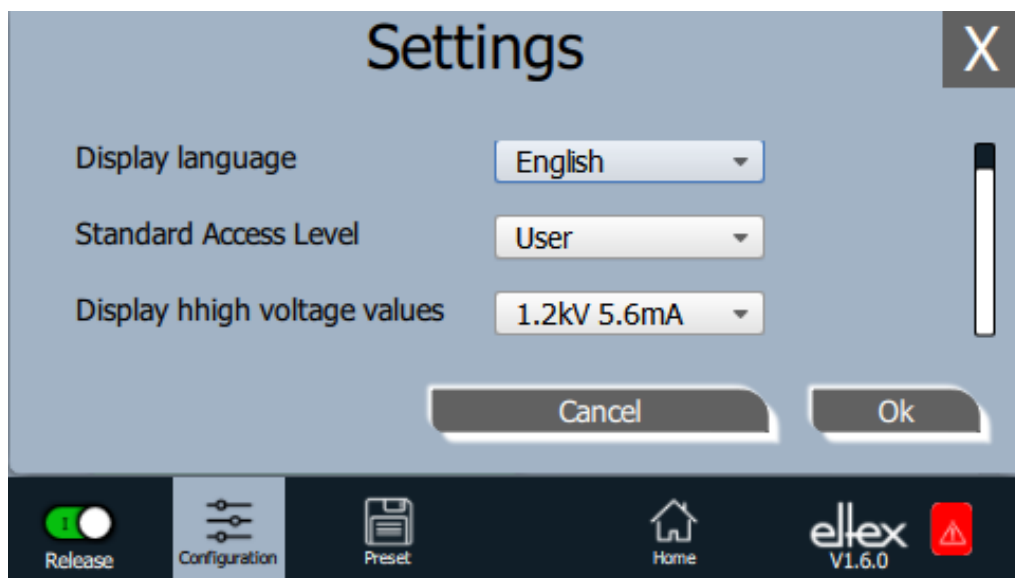 Settings
X
Display language English
Standard Access Level User
Display hhigh voltage values 1.2kV 5.6mA
Cancel Ok
I
Release Configuration Preset Home eltex
V1.6.0